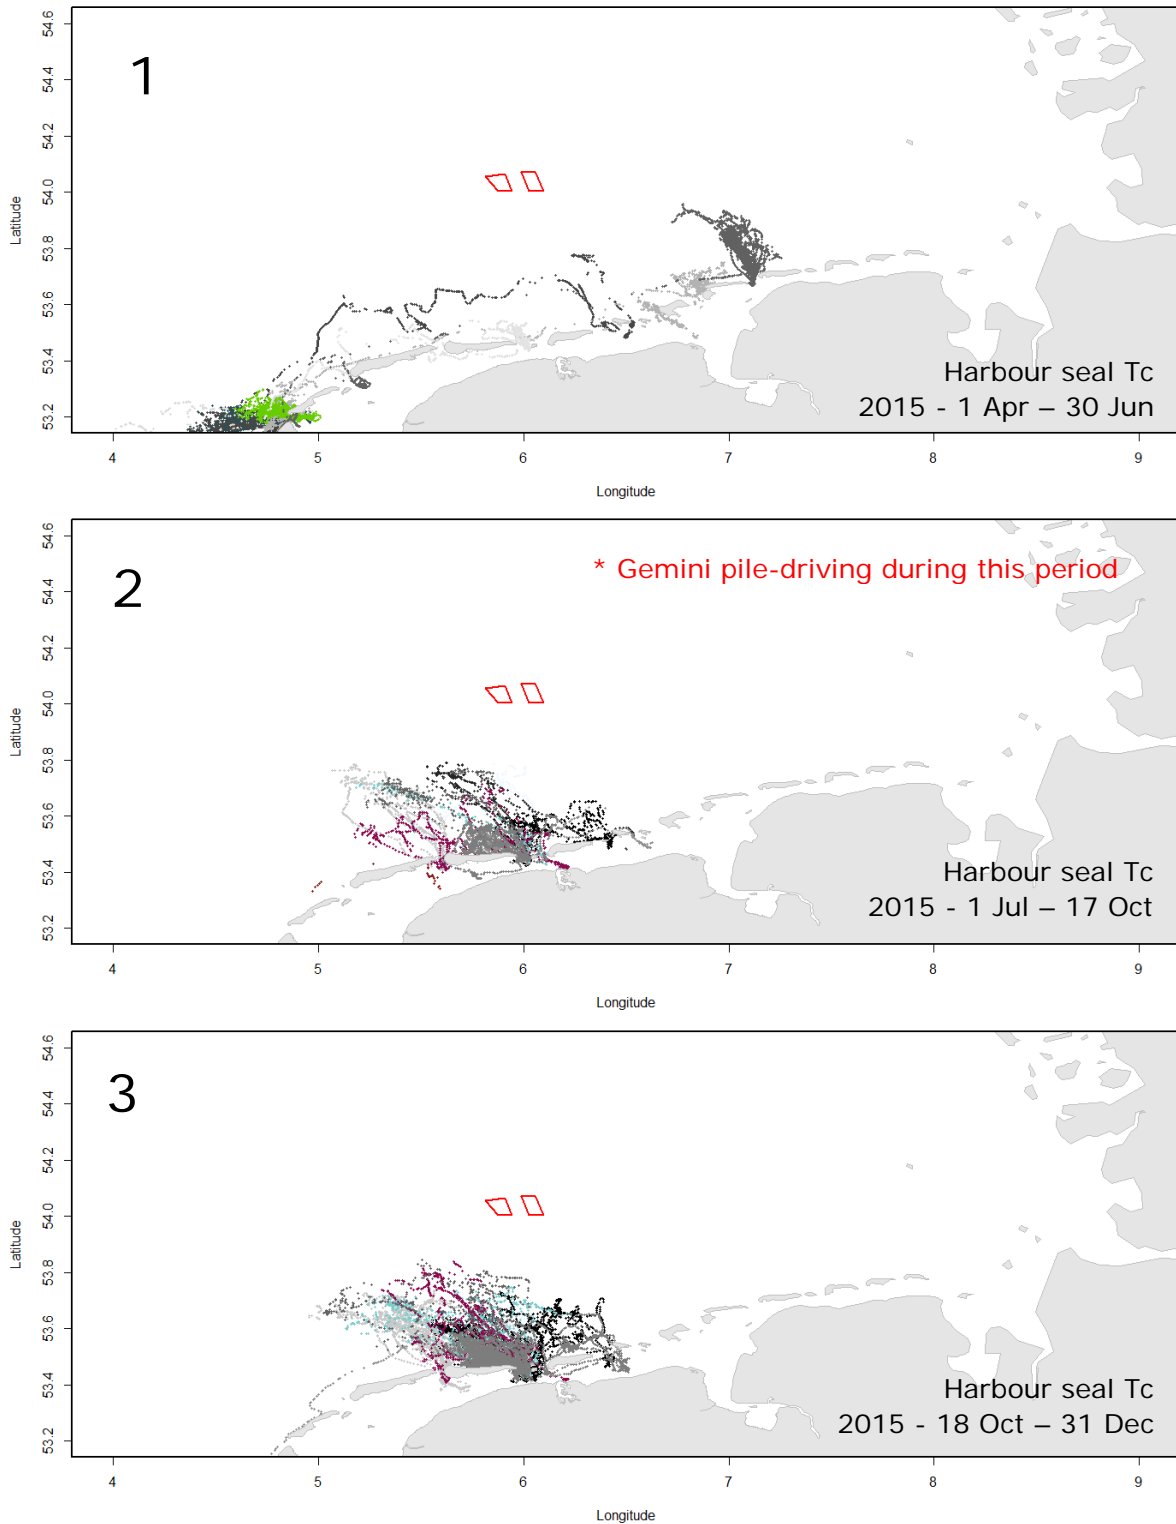 1
54.6
54.4
54.2
54.0
53.8
53.6
53.4
53.2
Latitude
Harbour seal Tc
2015 - 1 Apr – 30 Jun
4 5 6 7 8 9
Longitude
2
* Gemini pile-driving during this period
54.6
54.4
54.2
54.0
53.8
53.6
53.4
53.2
Latitude
Harbour seal Tc
2015 - 1 Jul – 17 Oct
4 5 6 7 8 9
Longitude
3
54.6
54.4
54.2
54.0
53.8
53.6
53.4
53.2
Latitude
Harbour seal Tc
2015 - 18 Oct – 31 Dec
4 5 6 7 8 9
Longitude